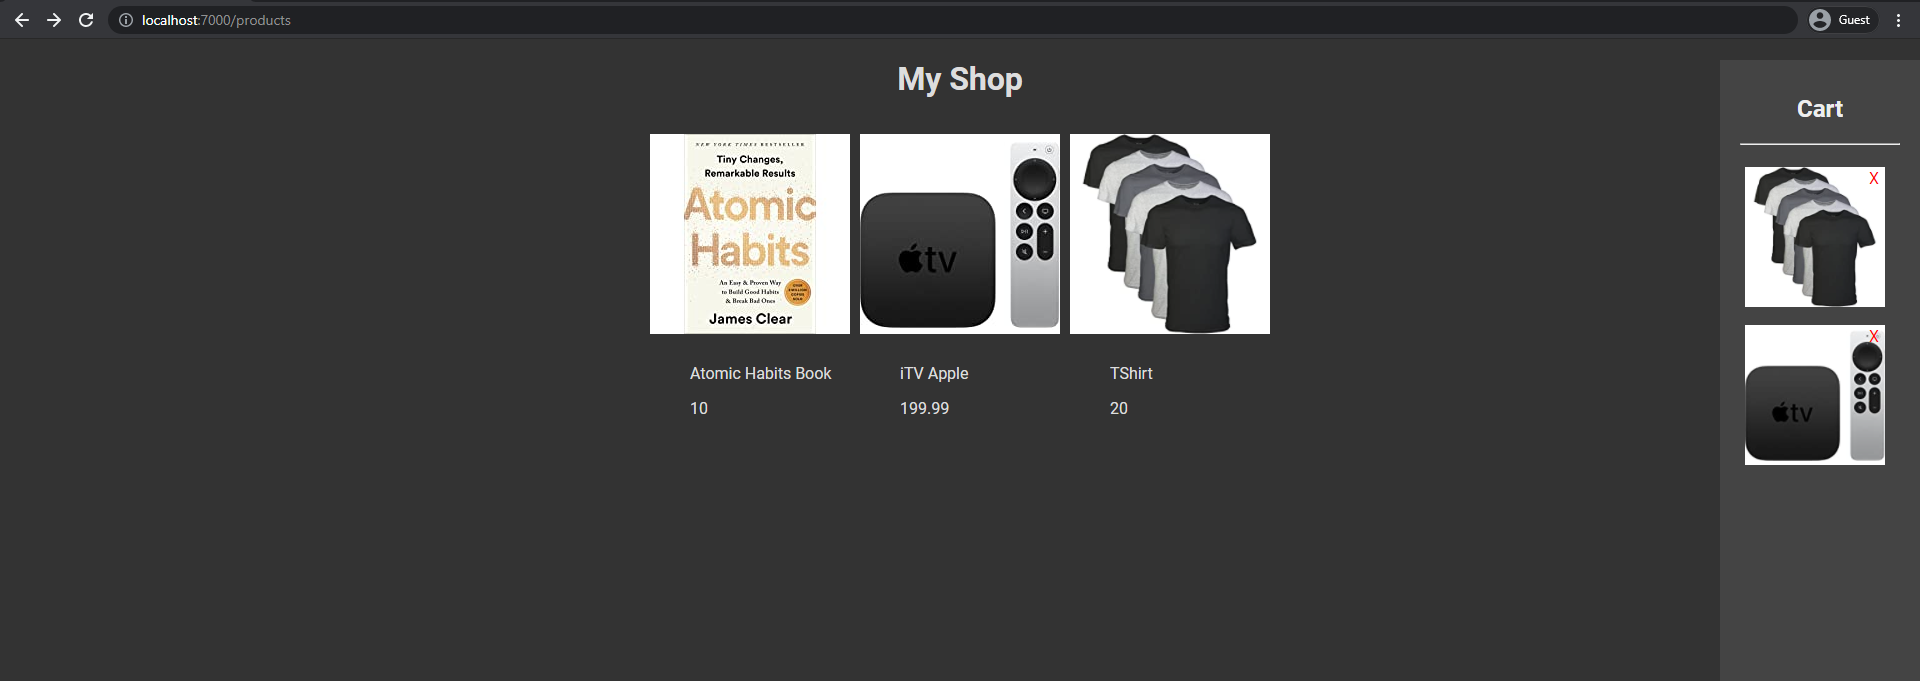 localhost:7000/products
Guest
My Shop
Cart
NEW YORK TIMES BESTSELLER
Tiny Changes,
Remarkable Results
Atomic
Habits
An Easy & Proven Way
to Build Good Habits
& Break Bad Ones
James Clear
tv
X
X
tv
Atomic Habits Book
iTV Apple
TShirt
10
199.99
20